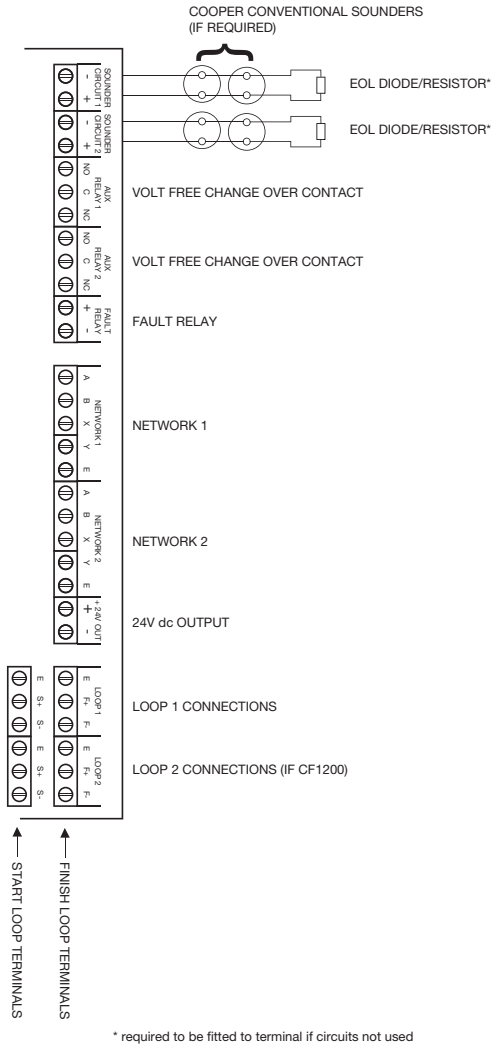 COOPER CONVENTIONAL SOUNDERS
(IF REQUIRED)
SOUNDER
CIRCUIT 1
-
+
EOL DIODE/RESISTOR*
SOUNDER
CIRCUIT 2
-
+
EOL DIODE/RESISTOR*
AUX
RELAY 1
NO
C
NC
VOLT FREE CHANGE OVER CONTACT
AUX
RELAY 2
NO
C
NC
VOLT FREE CHANGE OVER CONTACT
FAULT
RELAY
+
-
FAULT RELAY
NETWORK 1
A
B
X
Y
E
NETWORK 1
NETWORK 2
A
B
X
Y
E
NETWORK 2
+ 24V OUT
+
-
24V dc OUTPUT
E
S+
S-
LOOP 1
E
F+
F-
LOOP 1 CONNECTIONS
E
S+
S-
LOOP 2
E
F+
F-
LOOP 2 CONNECTIONS (IF CF1200)
START LOOP TERMINALS
FINISH LOOP TERMINALS
* required to be fitted to terminal if circuits not used